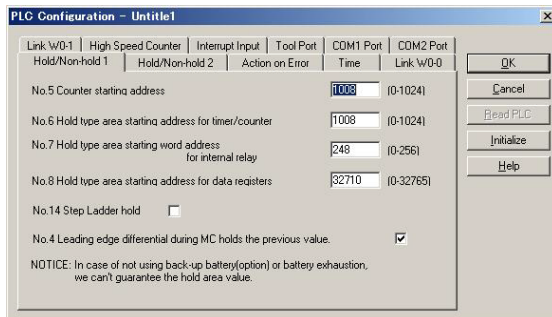 PLC Configuration - Untitle1
Link W0-1 High Speed Counter Interrupt Input Tool Port COM1 Port COM2 Port
Hold/Non-hold 1 Hold/Non-hold 2 Action on Error Time Link W0-0
No.5 Counter starting address 1008 (0-1024)
No.6 Hold type area starting address for timer/counter 1008 (0-1024)
No.7 Hold type area starting word address
for internal relay 248 (0-256)
No.8 Hold type area starting address for data registers 32710 (0-32765)
No.14 Step Ladder hold
No.4 Leading edge differential during MC holds the previous value.
NOTICE: In case of not using back-up battery(option) or battery exhaustion,
we can't guarantee the hold area value.
OK
Cancel
Read PLC
Initialize
Help